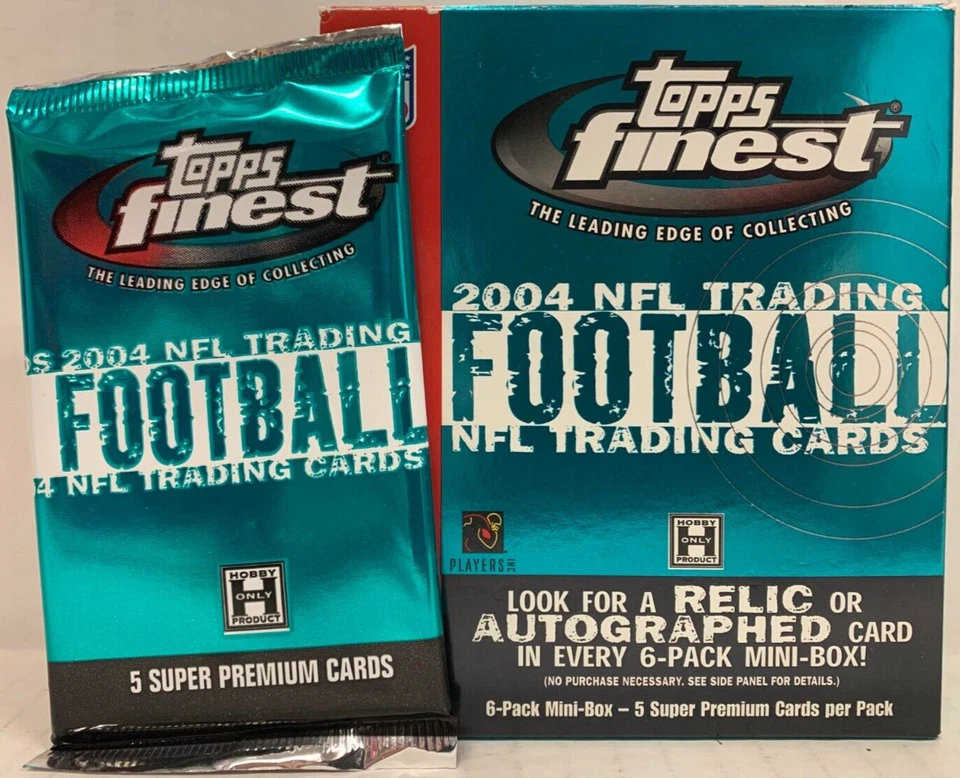 Topps
finest®
THE LEADING EDGE OF COLLECTING
S 2004 NFL TRADING
FOOTBALL
4 NFL TRADING CARDS
HOBBY
ONLY
H
PRODUCT
5 SUPER PREMIUM CARDS
Topps
finest®
THE LEADING EDGE OF COLLECTING
2004 NFL TRADING
FOOTBALL
NFL TRADING CARDS
PLAYERS INC
HOBBY
ONLY
H
PRODUCT
LOOK FOR A RELIC OR
AUTOGRAPHED CARD
IN EVERY 6-PACK MINI-BOX!
(NO PURCHASE NECESSARY. SEE SIDE PANEL FOR DETAILS.)
6-Pack Mini-Box – 5 Super Premium Cards per Pack